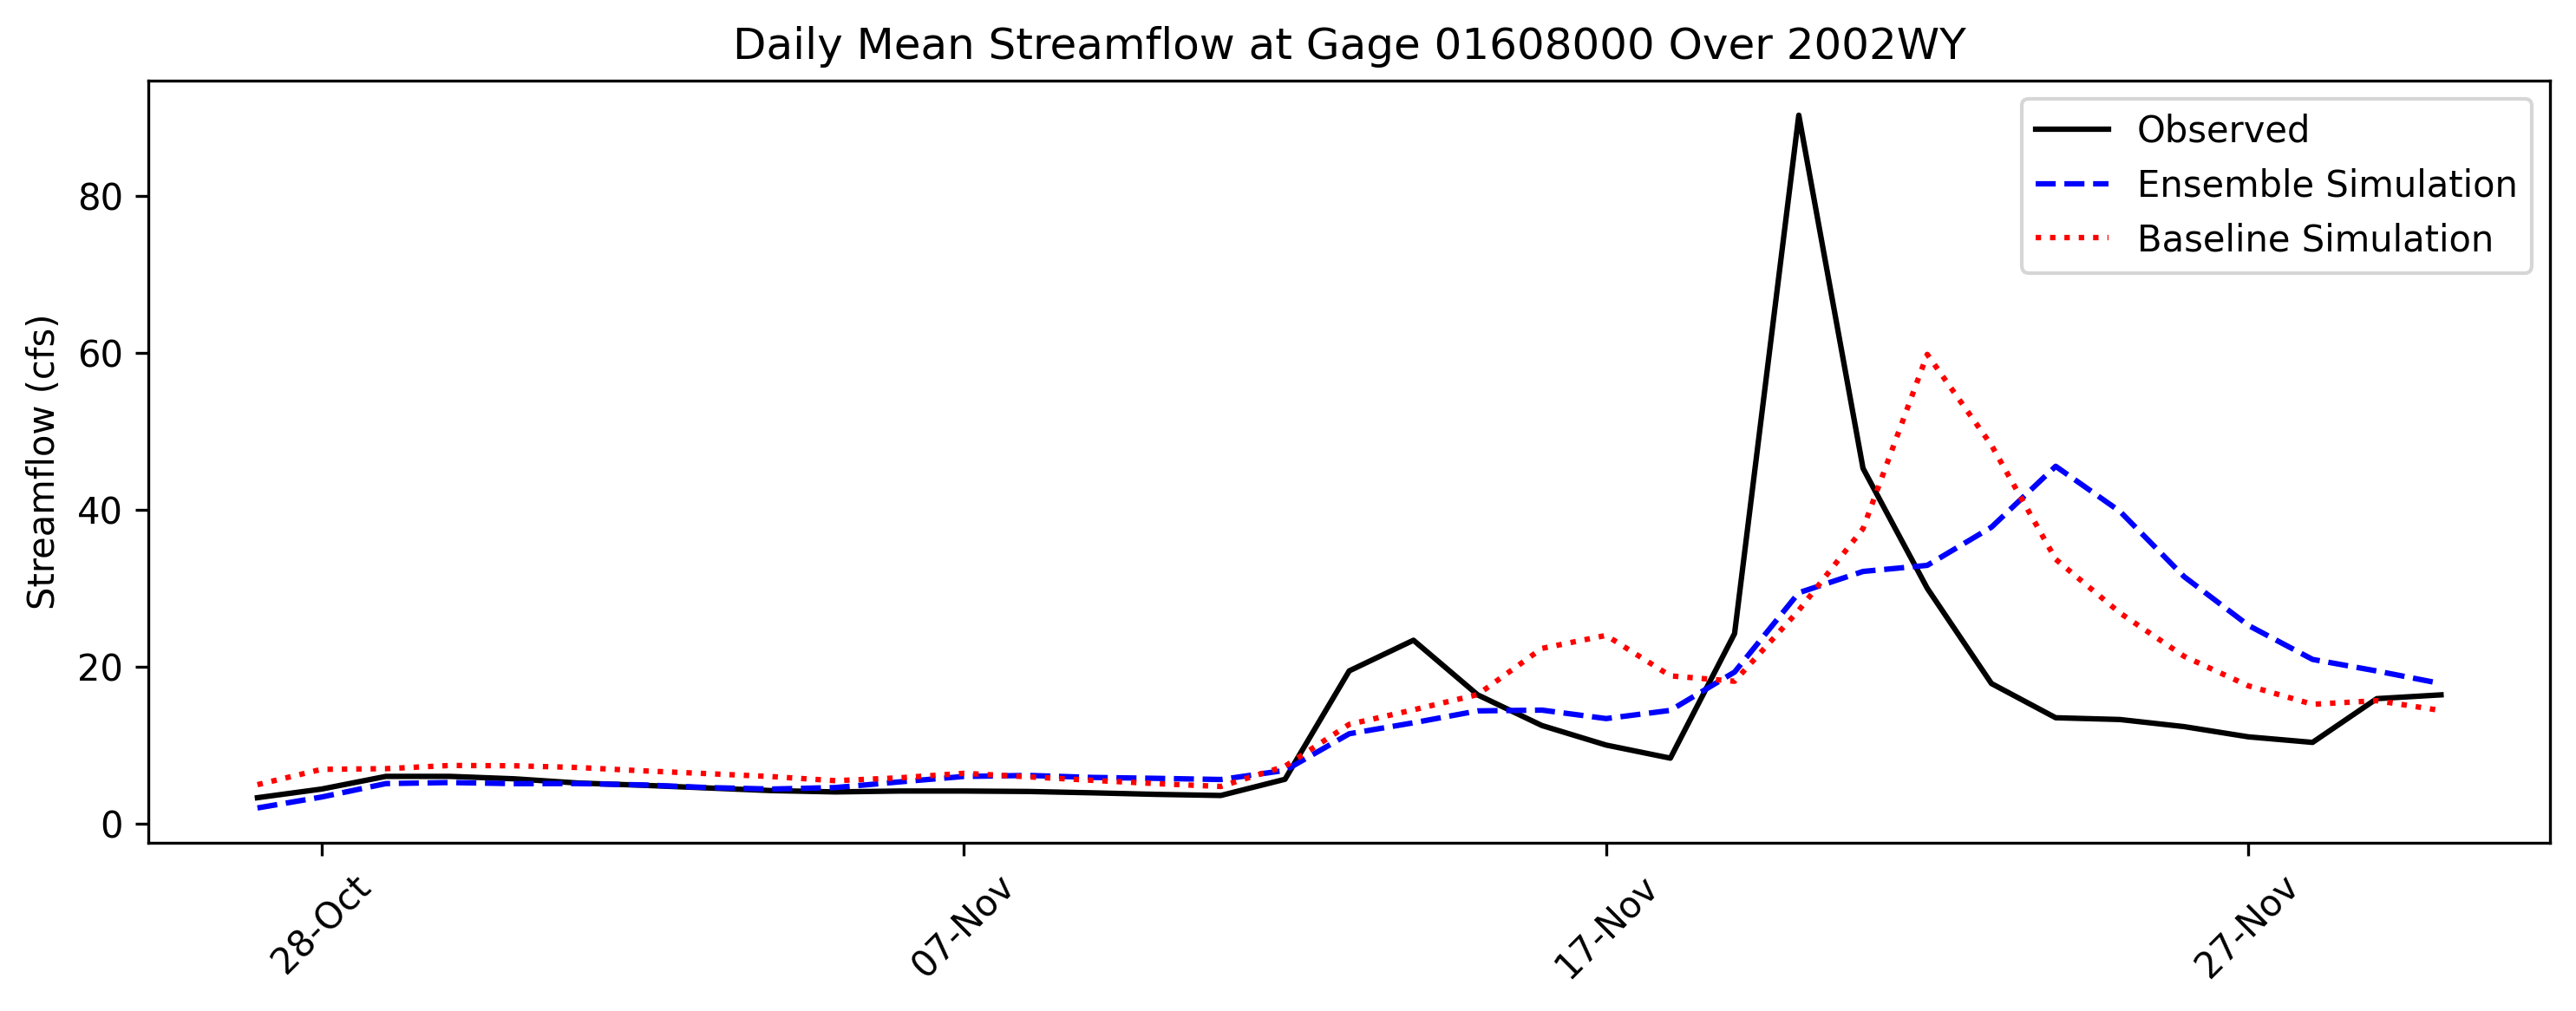 Daily Mean Streamflow at Gage 01608000 Over 2002WY
Streamflow (cfs)
80
60
40
20
0
Observed
Ensemble Simulation
Baseline Simulation
28-Oct
07-Nov
17-Nov
27-Nov